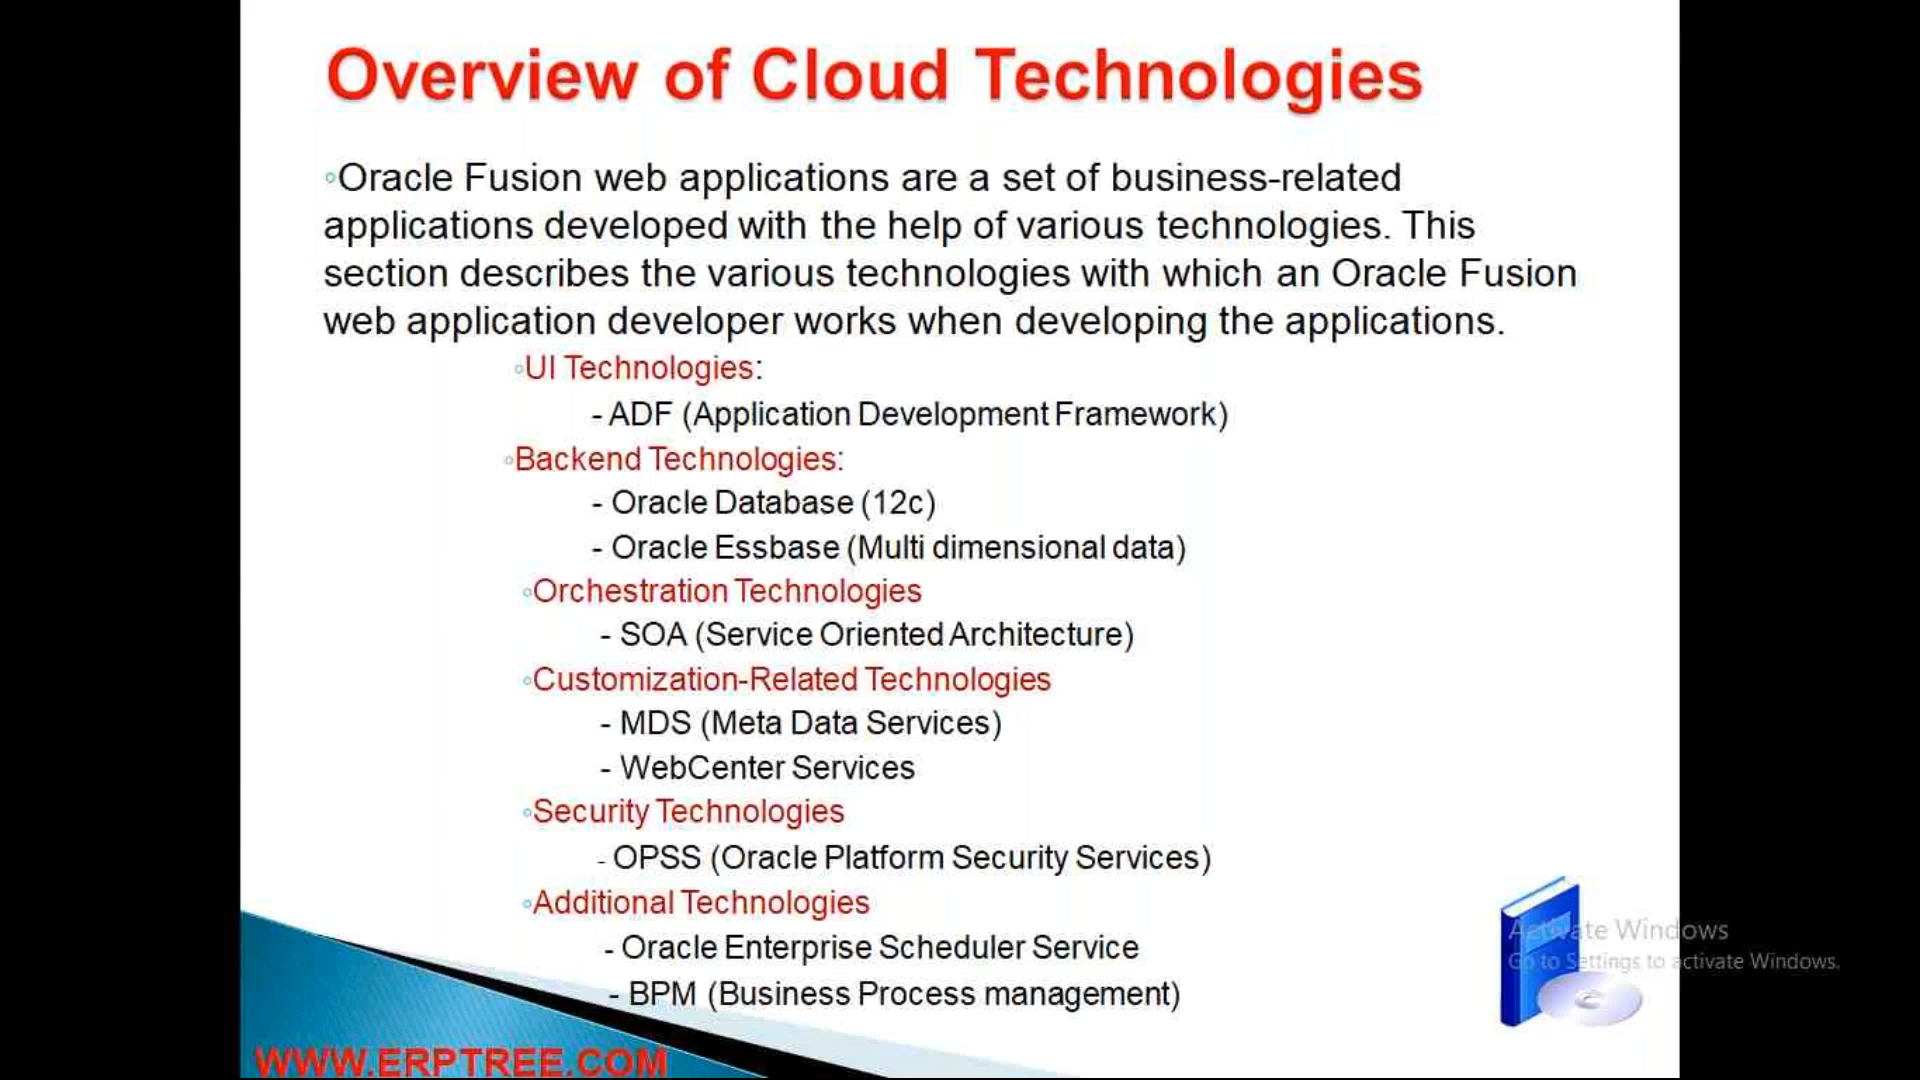 Overview of Cloud Technologies
◦Oracle Fusion web applications are a set of business-related
applications developed with the help of various technologies. This
section describes the various technologies with which an Oracle Fusion
web application developer works when developing the applications.
◦UI Technologies:
- ADF (Application Development Framework)
◦Backend Technologies:
- Oracle Database (12c)
- Oracle Essbase (Multi dimensional data)
◦Orchestration Technologies
- SOA (Service Oriented Architecture)
◦Customization-Related Technologies
- MDS (Meta Data Services)
- WebCenter Services
◦Security Technologies
- OPSS (Oracle Platform Security Services)
◦Additional Technologies
- Oracle Enterprise Scheduler Service
- BPM (Business Process management)
Activate Windows
Go to Settings to activate Windows.
WWW.ERPTREE.COM